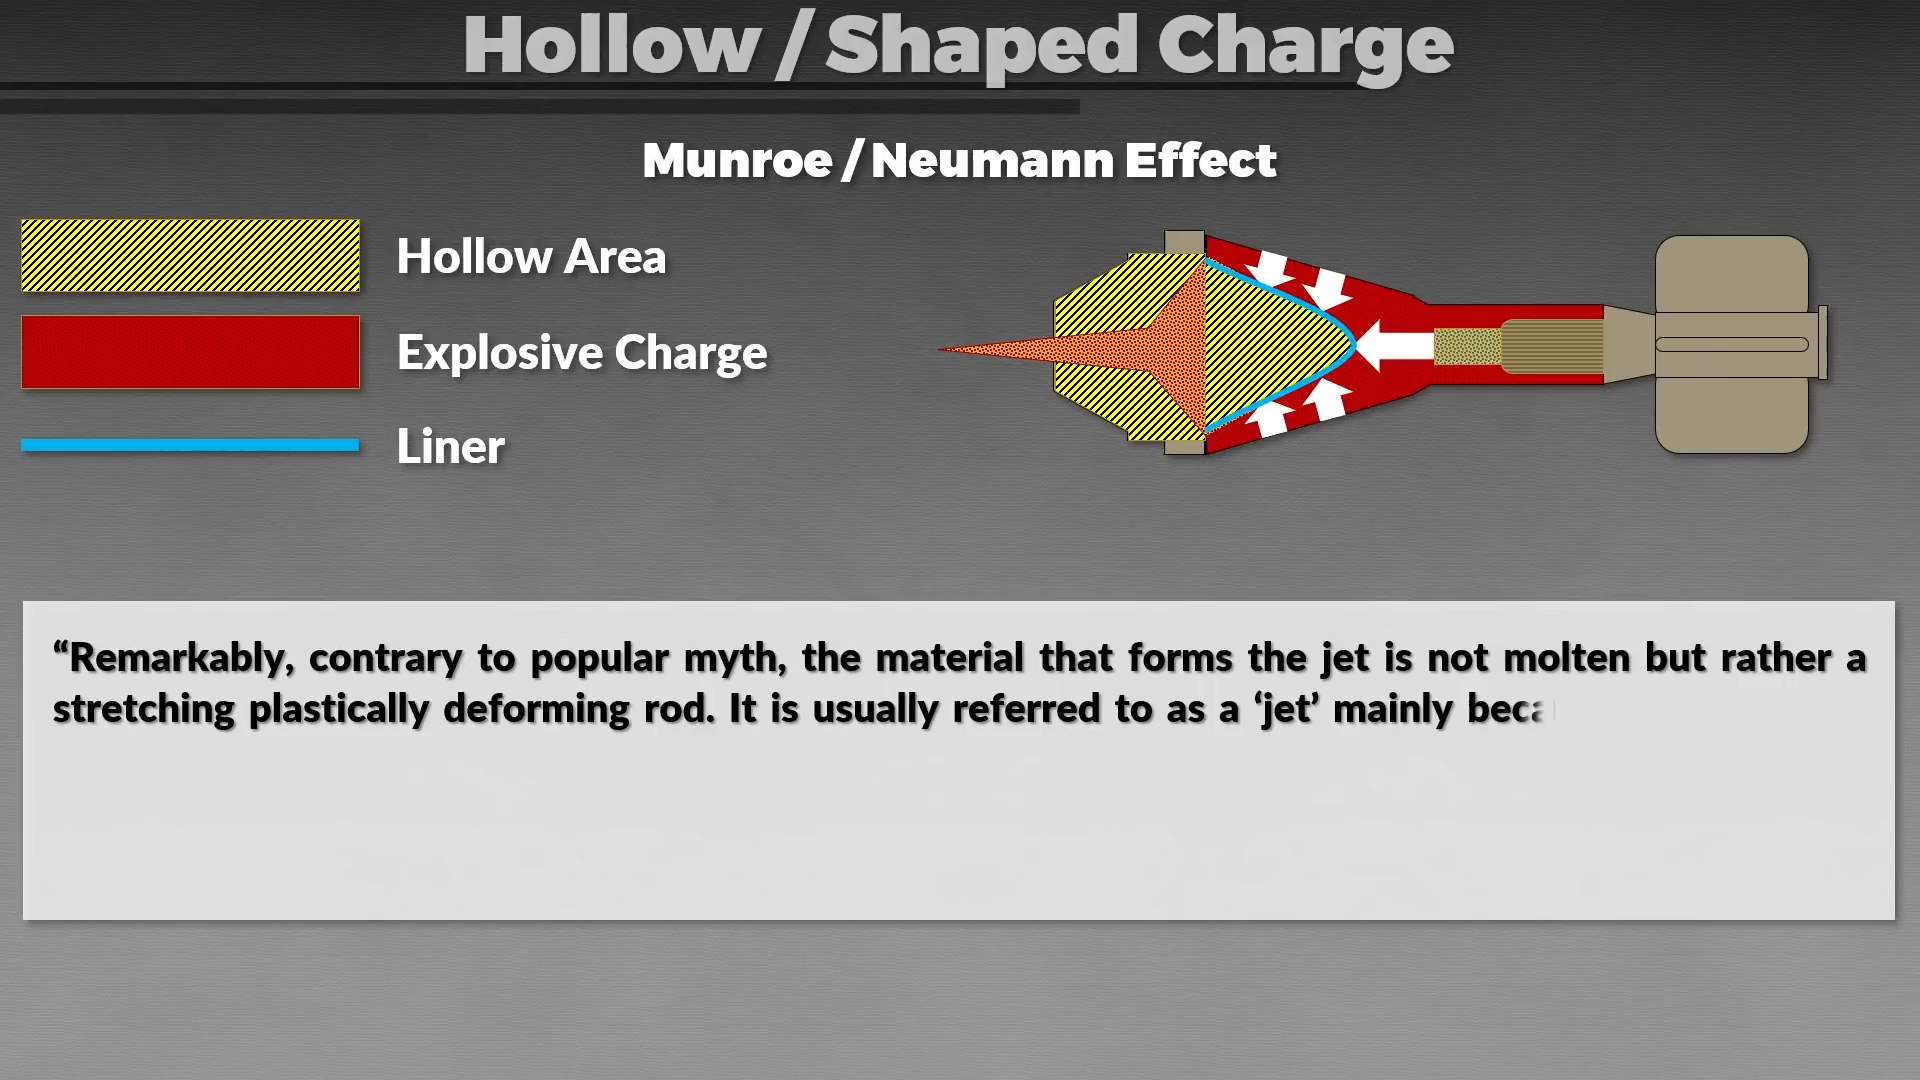 Hollow / Shaped Charge
Munroe / Neumann Effect
Hollow Area
Explosive Charge
Liner
“Remarkably, contrary to popular myth, the material that forms the jet is not molten but rather a
stretching plastically deforming rod. It is usually referred to as a ‘jet’ mainly